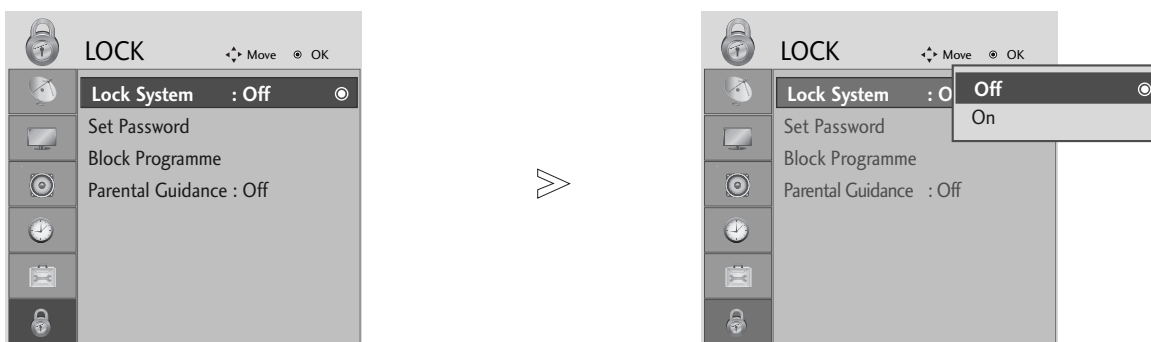 LOCK
Move OK
Lock System : Off
Set Password
Block Programme
Parental Guidance : Off
LOCK
Move OK
Lock System : O
Set Password
Block Programme
Parental Guidance : Off
Off
On